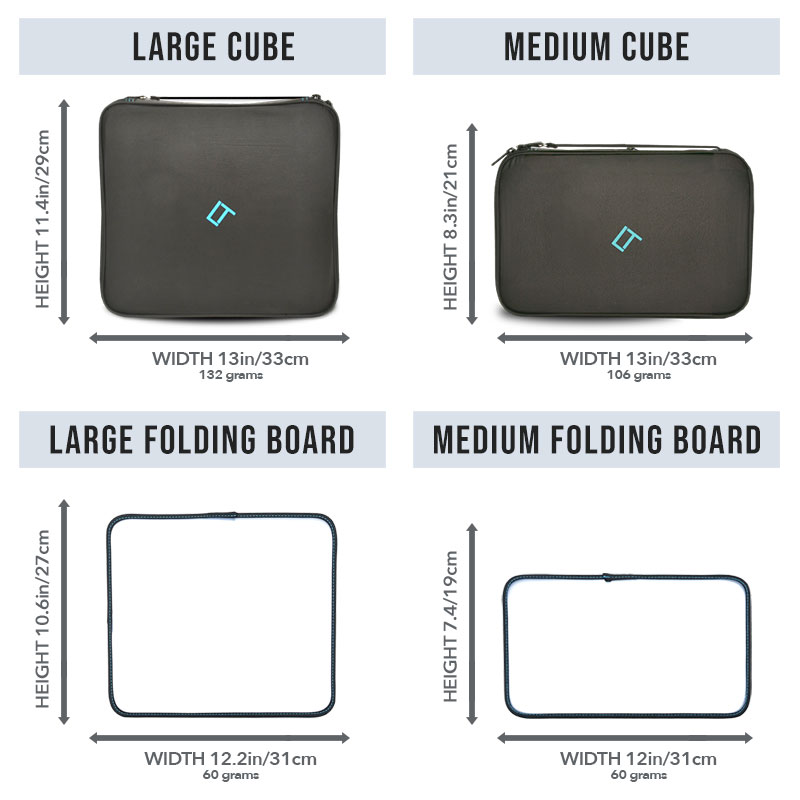 LARGE CUBE
HEIGHT 11.4in/29cm
WIDTH 13in/33cm
132 grams
MEDIUM CUBE
HEIGHT 8.3in/21cm
WIDTH 13in/33cm
106 grams
LARGE FOLDING BOARD
HEIGHT 10.6in/27cm
WIDTH 12.2in/31cm
60 grams
MEDIUM FOLDING BOARD
HEIGHT 7.4/19cm
WIDTH 12in/31cm
60 grams